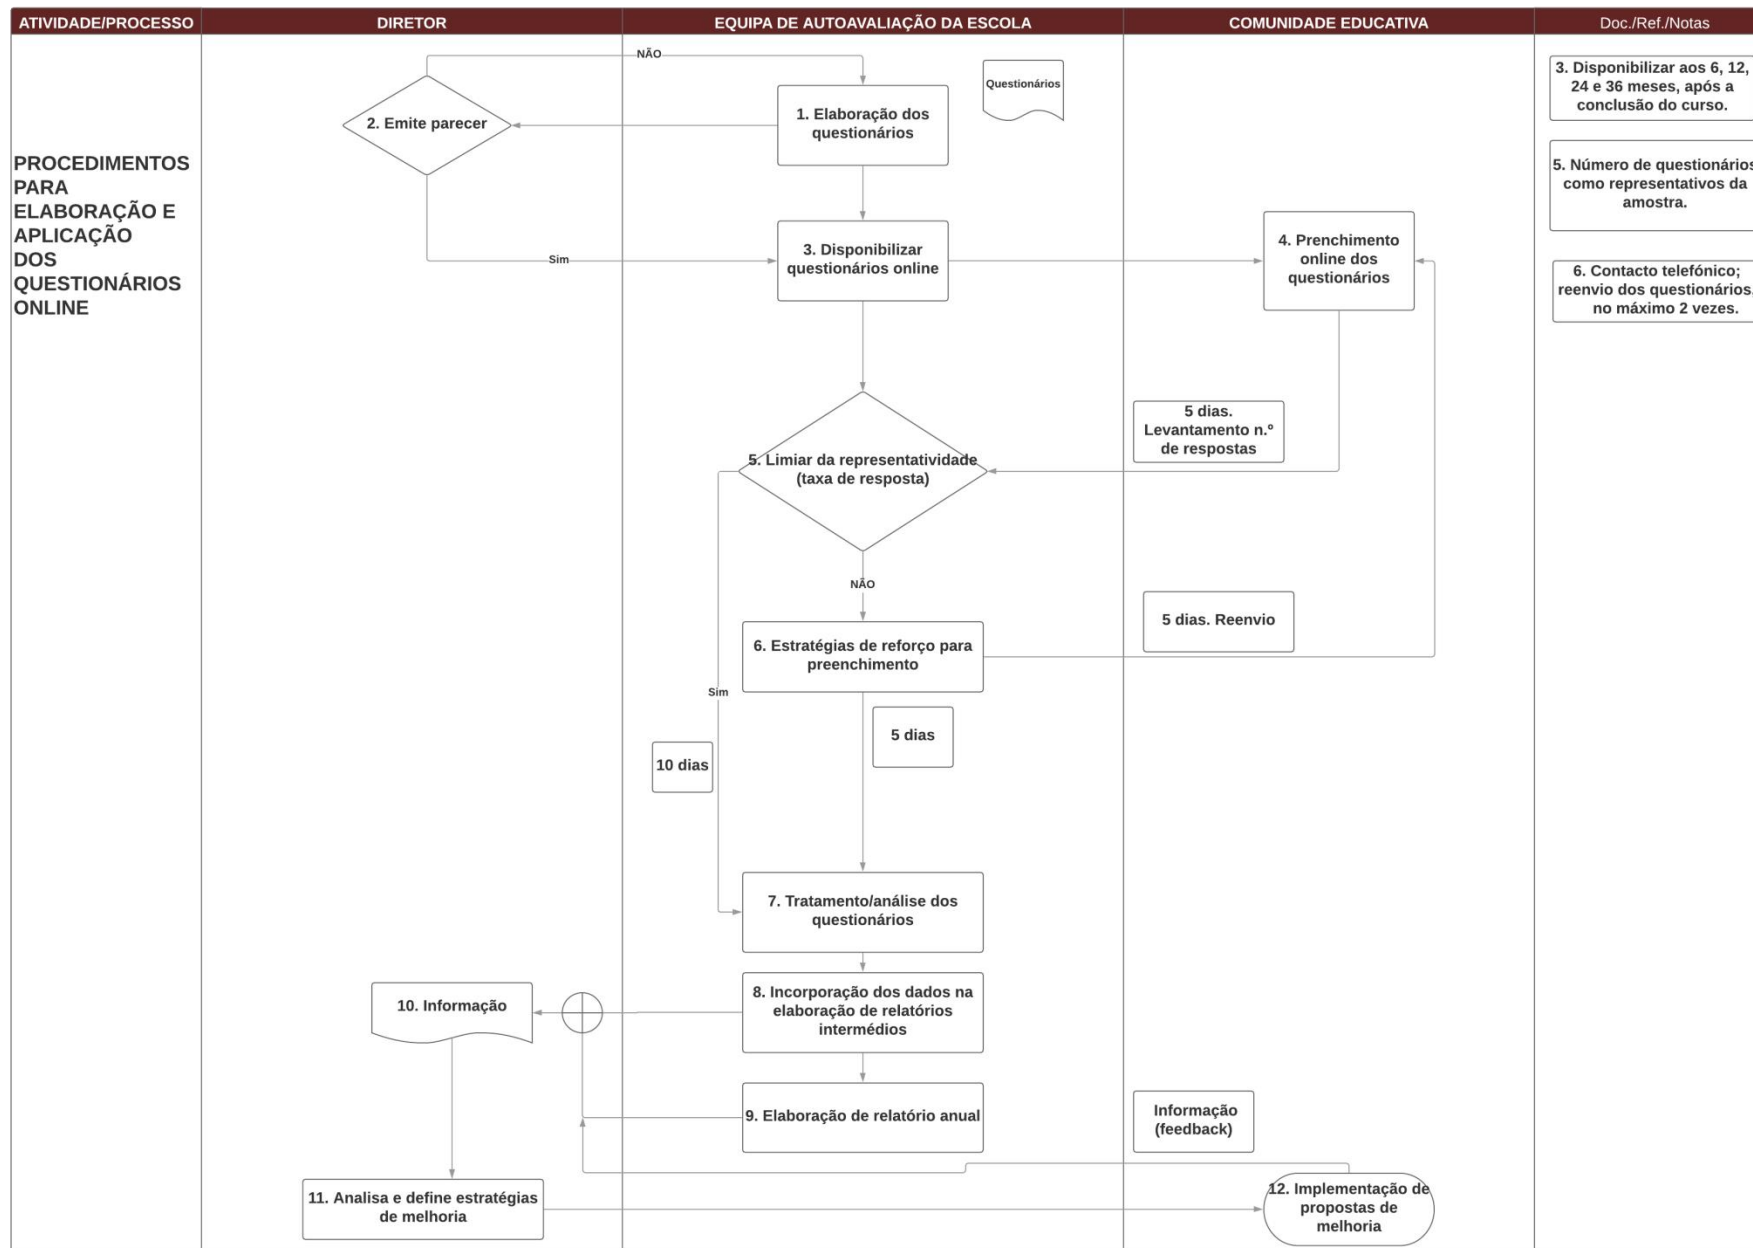 ATIVIDADE/PROCESSO
DIRETOR
EQUIPA DE AUTOAVALIAÇÃO DA ESCOLA
COMUNIDADE EDUCATIVA
Doc./Ref./Notas
PROCEDIMENTOS
PARA
ELABORAÇÃO E
APLICAÇÃO
DOS
QUESTIONÁRIOS
ONLINE
NÃO
Questionários
1. Elaboração dos
questionários
2. Emite parecer
Sim
3. Disponibilizar
questionários online
4. Prenchimento
online dos
questionários
3. Disponibilizar aos 6, 12,
24 e 36 meses, após a
conclusão do curso.
5. Número de questionários
como representativos da
amostra.
6. Contacto telefónico;
reenvio dos questionários,
no máximo 2 vezes.
5 dias.
Levantamento n.º
de respostas
5. Limiar da representatividade
(taxa de resposta)
NÃO
5 dias. Reenvio
6. Estratégias de reforço para
preenchimento
Sim
5 dias
10 dias
7. Tratamento/análise dos
questionários
8. Incorporação dos dados na
elaboração de relatórios
intermédios
10. Informação
9. Elaboração de relatório anual
Informação
(feedback)
11. Analisa e define estratégias
de melhoria
12. Implementação de
propostas de
melhoria